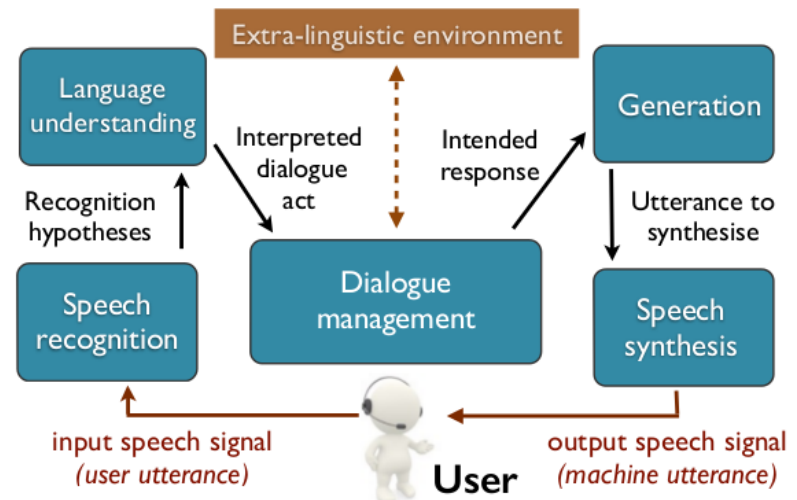 Extra-linguistic environment
Language
understanding
Generation
Interpreted
dialogue
act
Intended
response
Recognition
hypotheses
Utterance to
synthesise
Speech
recognition
Dialogue
management
Speech
synthesis
input speech signal
(user utterance)
User
output speech signal
(machine utterance)